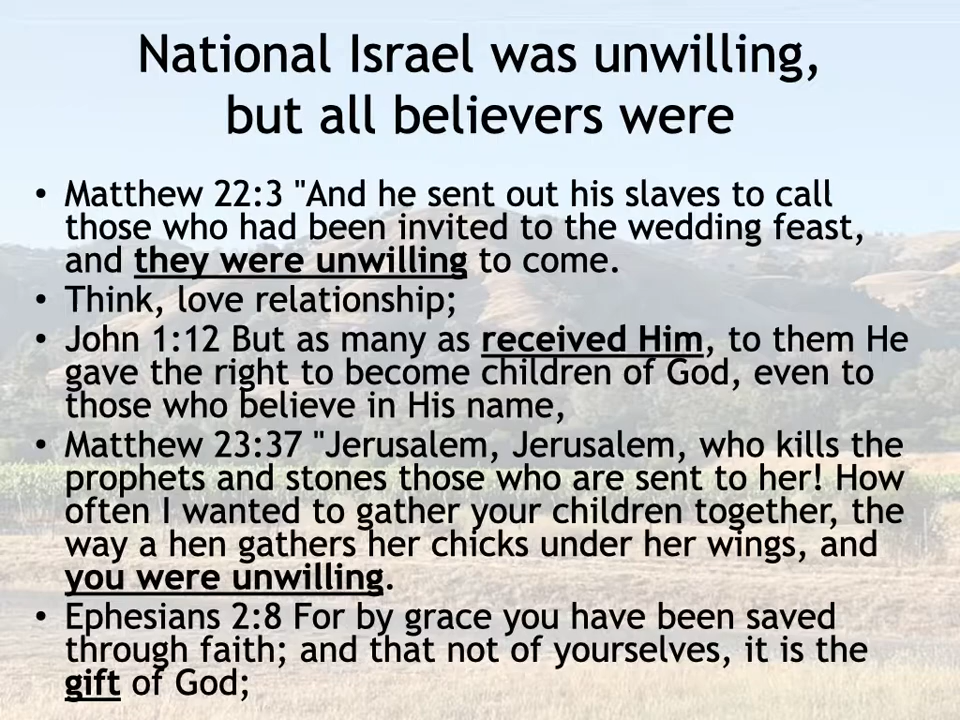 National Israel was unwilling,
but all believers were
• Matthew 22:3 "And he sent out his slaves to call
those who had been invited to the wedding feast,
and they were unwilling to come.
• Think, love relationship;
• John 1:12 But as many as received Him, to them He
gave the right to become children of God, even to
those who believe in His name,
• Matthew 23:37 "Jerusalem, Jerusalem, who kills the
prophets and stones those who are sent to her! How
often I wanted to gather your children together, the
way a hen gathers her chicks under her wings, and
you were unwilling.
• Ephesians 2:8 For by grace you have been saved
through faith; and that not of yourselves, it is the
gift of God;